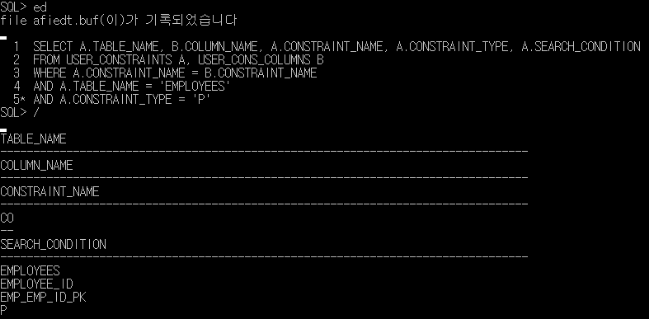 SQL> ed
file afiedt.buf(이)가 기록되었습니다
1 SELECT A.TABLE_NAME, B.COLUMN_NAME, A.CONSTRAINT_NAME, A.CONSTRAINT_TYPE, A.SEARCH_CONDITION
2 FROM USER_CONSTRAINTS A, USER_CONS_COLUMNS B
3 WHERE A.CONSTRAINT_NAME = B.CONSTRAINT_NAME
4 AND A.TABLE_NAME = 'EMPLOYEES'
5* AND A.CONSTRAINT_TYPE = 'P'
SQL> /
TABLE_NAME
--------------------------------------------------------------------------------
COLUMN_NAME
--------------------------------------------------------------------------------
CONSTRAINT_NAME
--------------------------------------------------------------------------------
CO
--
SEARCH_CONDITION
--------------------------------------------------------------------------------
EMPLOYEES
EMPLOYEE_ID
EMP_EMP_ID_PK
P